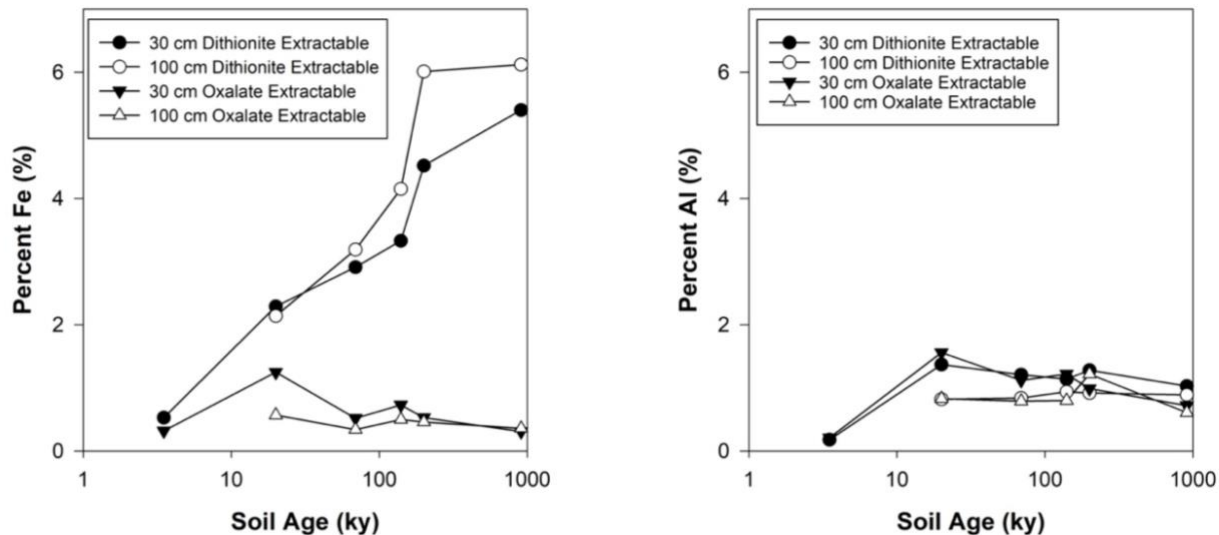 30 cm Dithionite Extractable
100 cm Dithionite Extractable
30 cm Oxalate Extractable
100 cm Oxalate Extractable
6
4
2
0
Percent Fe (%)
1
10
100
1000
Soil Age (ky)
30 cm Dithionite Extractable
100 cm Dithionite Extractable
30 cm Oxalate Extractable
100 cm Oxalate Extractable
6
4
2
0
Percent Al (%)
1
10
100
1000
Soil Age (ky)